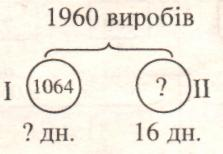 1960 виробів
I 1064 ? II
? дн. 16 дн.